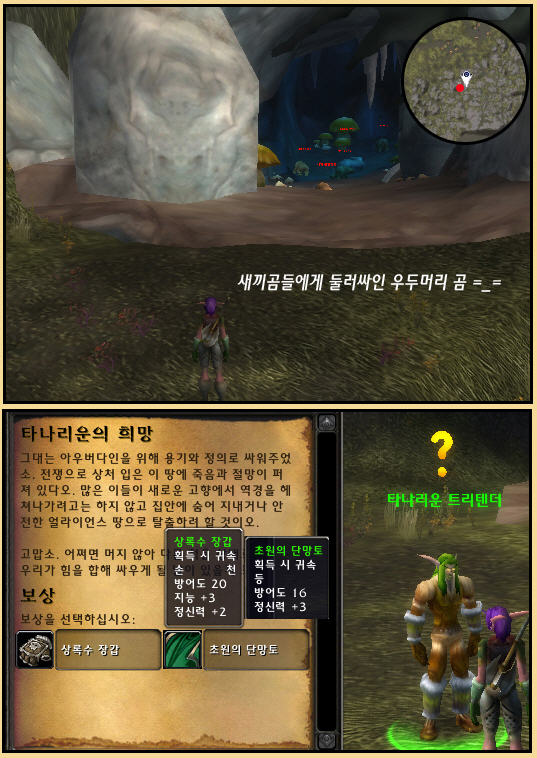 새끼곰들에게 둘러싸인 우두머리 곰 =_=
타나리운의 희망
그대는 아우버다인을 위해 용기와 정의로 싸워주었
소. 전쟁으로 상처 입은 이 땅에 죽음과 절망이 퍼
져 있다오. 많은 이들이 새로운 고향에서 역경을 헤
쳐나가려고는 하지 않고 집안에 숨어 지내거나 안
전한 얼라이언스 땅으로 탈출하려 할 것이오.
고맙소. 어쩌면 머지 않아 다
우리가 힘을 합해 싸우게 될
보상
보상을 선택하십시오:
상록수 장갑
초원의 단망토
상록수 장갑
획득 시 귀속
손 천
방어도 20
지능 +3
정신력 +2
초원의 단망토
획득 시 귀속
등
방어도 16
정신력 +3
?
타나리운 트리텐더